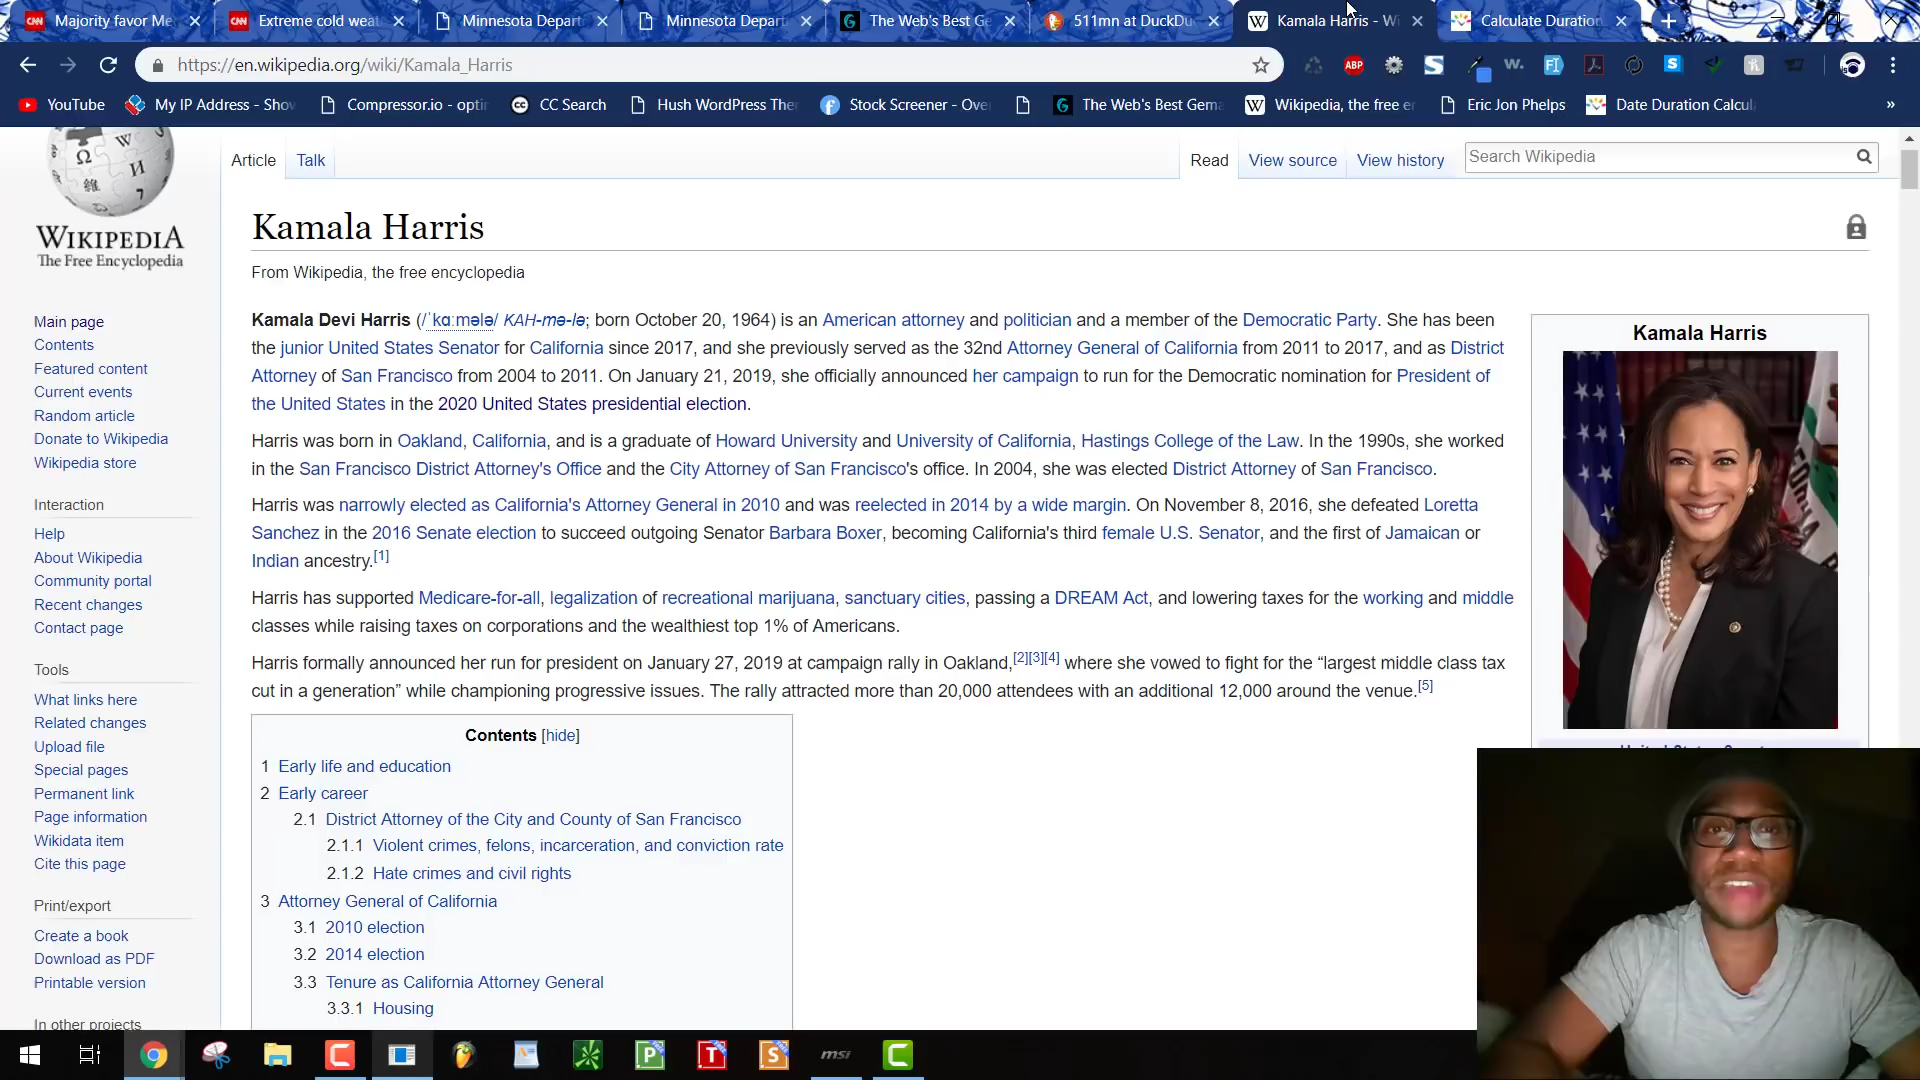 Majority favor Me
Extreme cold weat
Minnesota Depart
Minnesota Depart
The Web's Best Ge
511mn at DuckDu
Kamala Harris - Wi
Calculate Duration
https://en.wikipedia.org/wiki/Kamala_Harris
YouTube
My IP Address - Sho
Compressor.io - opti
CC Search
Hush WordPress The
Stock Screener - Ove
The Web's Best Gema
Wikipedia, the free e
Eric Jon Phelps
Date Duration Calcu
»
WIKIPEDIA
The Free Encyclopedia
Article
Talk
Read
View source
View history
Search Wikipedia
Kamala Harris
From Wikipedia, the free encyclopedia
Kamala Devi Harris (/ˈkɑːmələ/ KAH-mə-lə; born October 20, 1964) is an American attorney and politician and a member of the Democratic Party. She has been
the junior United States Senator for California since 2017, and she previously served as the 32nd Attorney General of California from 2011 to 2017, and as District
Attorney of San Francisco from 2004 to 2011. On January 21, 2019, she officially announced her campaign to run for the Democratic nomination for President of
the United States in the 2020 United States presidential election.
Harris was born in Oakland, California, and is a graduate of Howard University and University of California, Hastings College of the Law. In the 1990s, she worked
in the San Francisco District Attorney's Office and the City Attorney of San Francisco's office. In 2004, she was elected District Attorney of San Francisco.
Harris was narrowly elected as California's Attorney General in 2010 and was reelected in 2014 by a wide margin. On November 8, 2016, she defeated Loretta
Sanchez in the 2016 Senate election to succeed outgoing Senator Barbara Boxer, becoming California's third female U.S. Senator, and the first of Jamaican or
Indian ancestry.[1]
Harris has supported Medicare-for-all, legalization of recreational marijuana, sanctuary cities, passing a DREAM Act, and lowering taxes for the working and middle
classes while raising taxes on corporations and the wealthiest top 1% of Americans.
Harris formally announced her run for president on January 27, 2019 at campaign rally in Oakland,[2][3][4] where she vowed to fight for the “largest middle class tax
cut in a generation” while championing progressive issues. The rally attracted more than 20,000 attendees with an additional 12,000 around the venue.[5]
Contents [hide]
1 Early life and education
2 Early career
2.1 District Attorney of the City and County of San Francisco
2.1.1 Violent crimes, felons, incarceration, and conviction rate
2.1.2 Hate crimes and civil rights
3 Attorney General of California
3.1 2010 election
3.2 2014 election
3.3 Tenure as California Attorney General
3.3.1 Housing
Kamala Harris
Main page
Contents
Featured content
Current events
Random article
Donate to Wikipedia
Wikipedia store
Interaction
Help
About Wikipedia
Community portal
Recent changes
Contact page
Tools
What links here
Related changes
Upload file
Special pages
Permanent link
Page information
Wikidata item
Cite this page
Print/export
Create a book
Download as PDF
Printable version
In other projects
msi